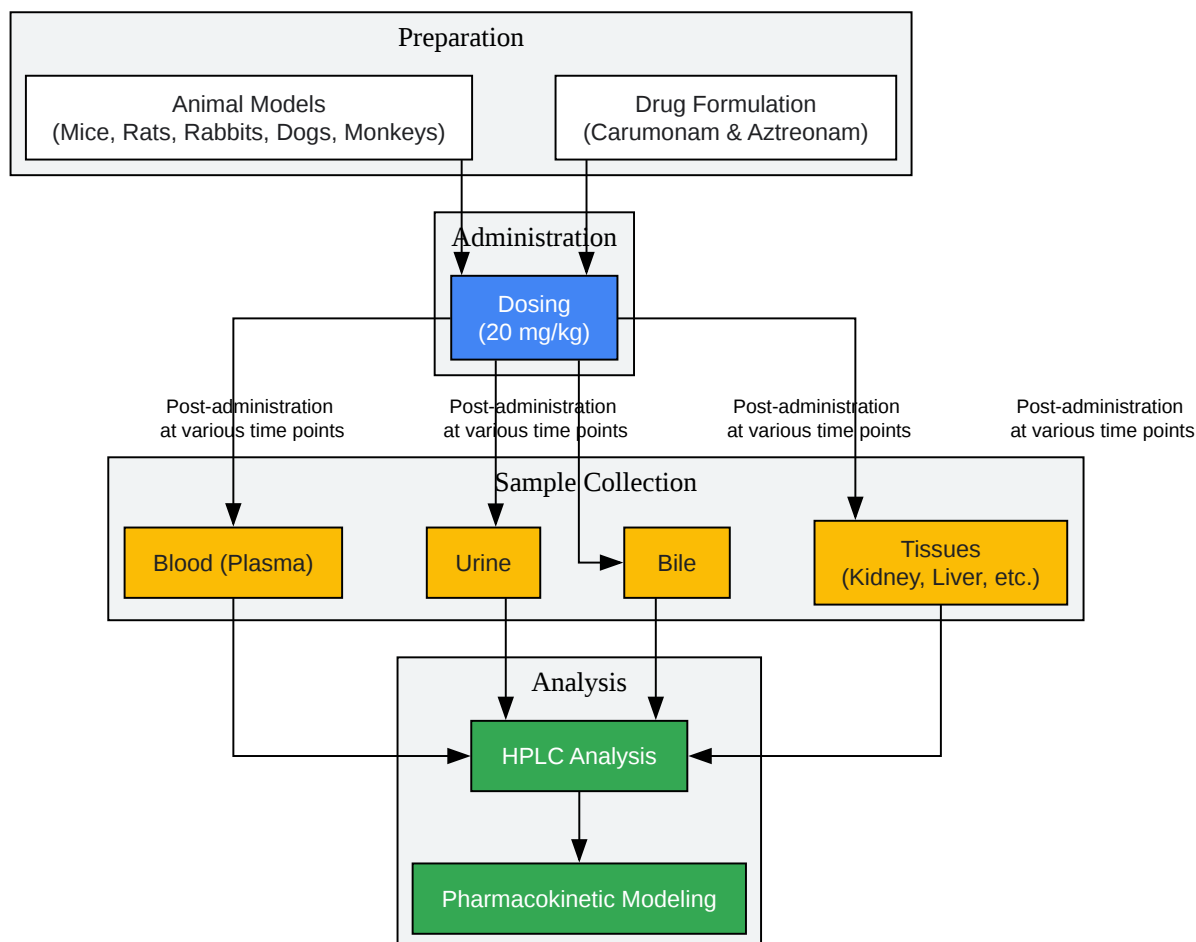 Preparation
Animal Models
(Mice, Rats, Rabbits, Dogs, Monkeys)
Drug Formulation
(Carumonam & Aztreonam)
Administration
Dosing
(20 mg/kg)
Post-administration
at various time points
Post-administration
at various time points
Post-administration
at various time points
Post-administration
at various time points
Sample Collection
Blood (Plasma)
Urine
Bile
Tissues
(Kidney, Liver, etc.)
Analysis
HPLC Analysis
Pharmacokinetic Modeling